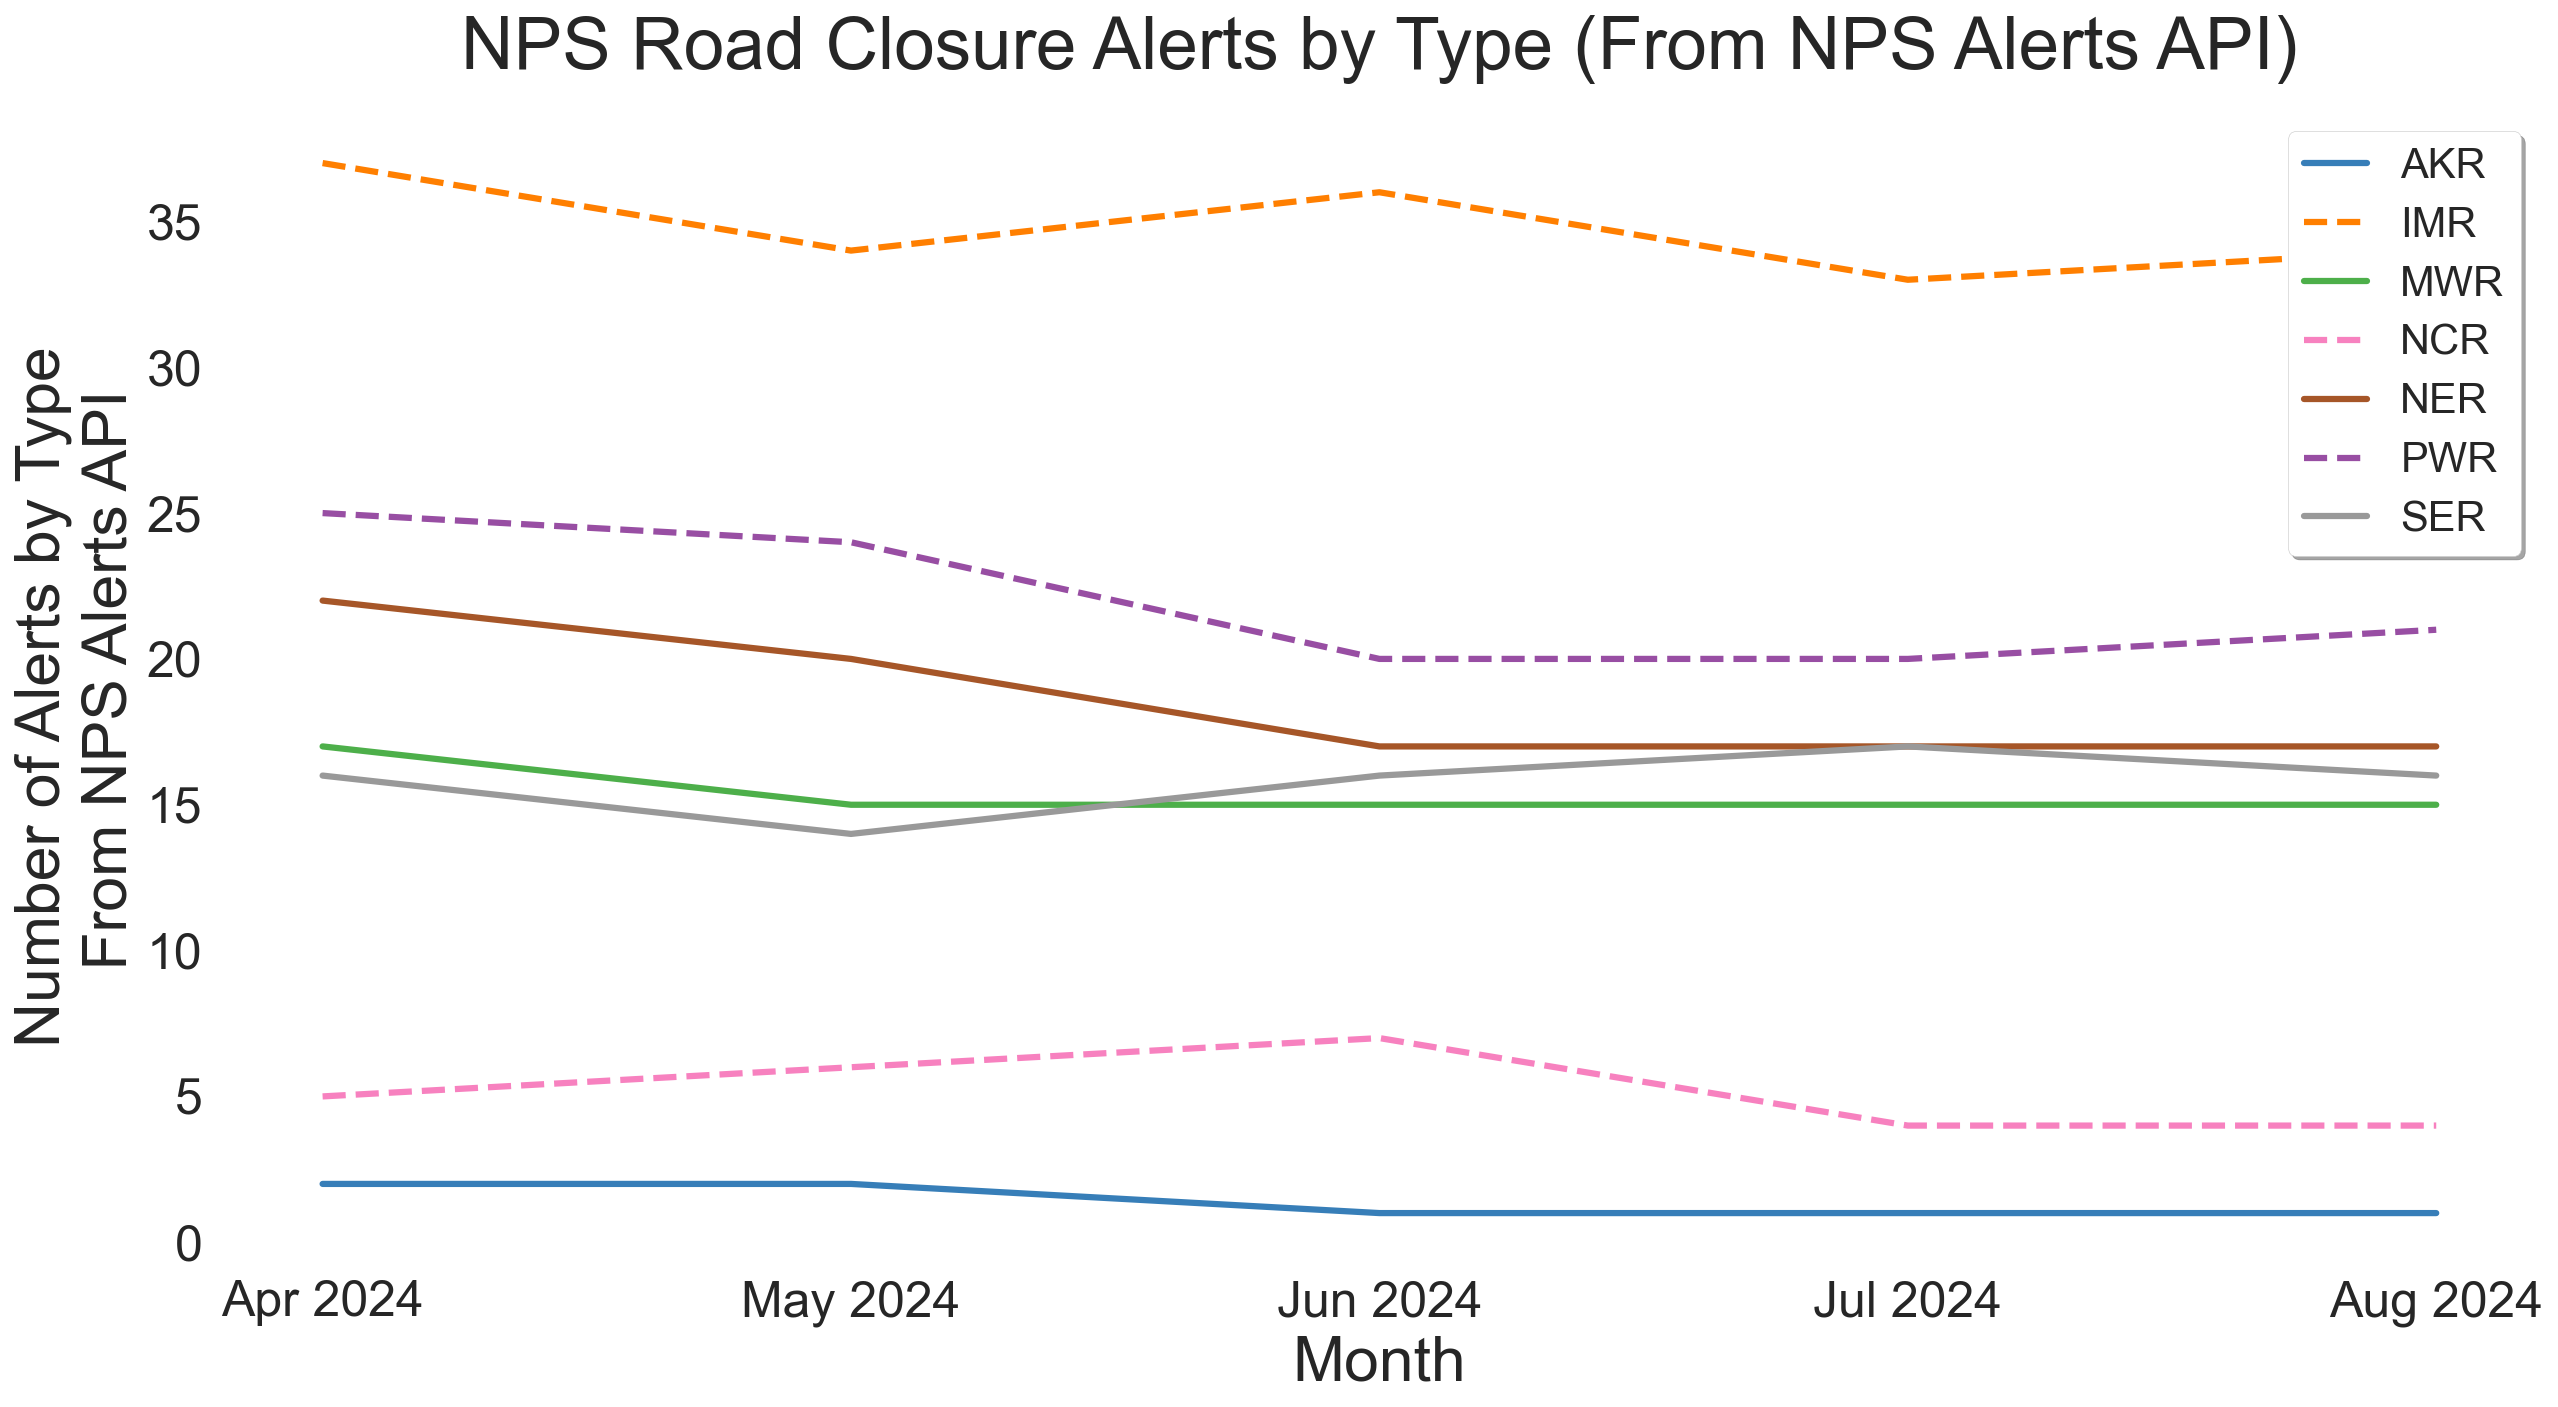 NPS Road Closure Alerts by Type (From NPS Alerts API)
Number of Alerts by Type
From NPS Alerts API
35
30
25
20
15
10
5
0
Apr 2024
May 2024
Jun 2024
Jul 2024
Aug 2024
Month
AKR
IMR
MWR
NCR
NER
PWR
SER